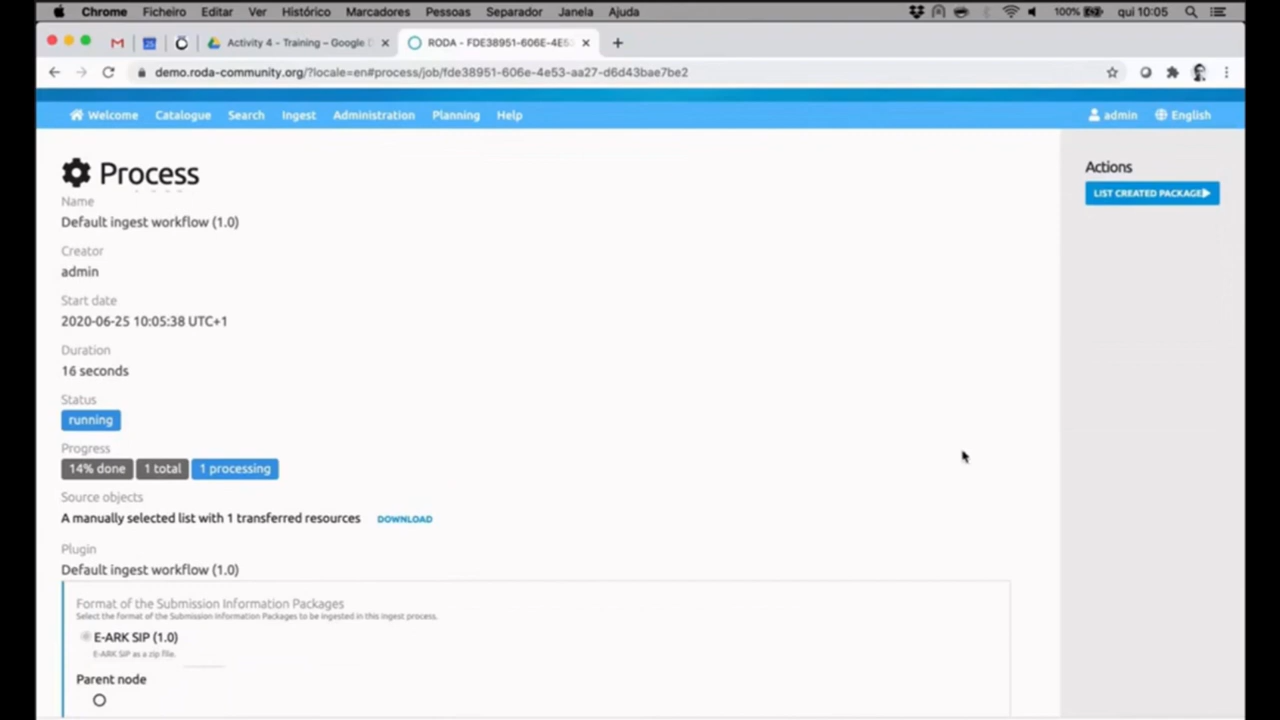 Chrome Ficheiro Editar Ver Histórico Marcadores Pessoas Separador Janela Ajuda 100% qui 10:05
Activity 4 - Training – Google D
RODA - FDE38951-606E-4E53
demo.roda-community.org/?locale=en#process/job/fde38951-606e-4e53-aa27-d6d43bae7be2
Welcome Catalogue Search Ingest Administration Planning Help admin English
Process
Name
Default ingest workflow (1.0)
Creator
admin
Start date
2020-06-25 10:05:38 UTC+1
Duration
16 seconds
Status
running
Progress
14% done 1 total 1 processing
Source objects
A manually selected list with 1 transferred resources DOWNLOAD
Plugin
Default ingest workflow (1.0)
Format of the Submission Information Packages
Select the format of the Submission Information Packages to be ingested in this ingest process.
E-ARK SIP (1.0)
E-ARK SIP as a zip file.
Parent node
Actions
LIST CREATED PACKAGE